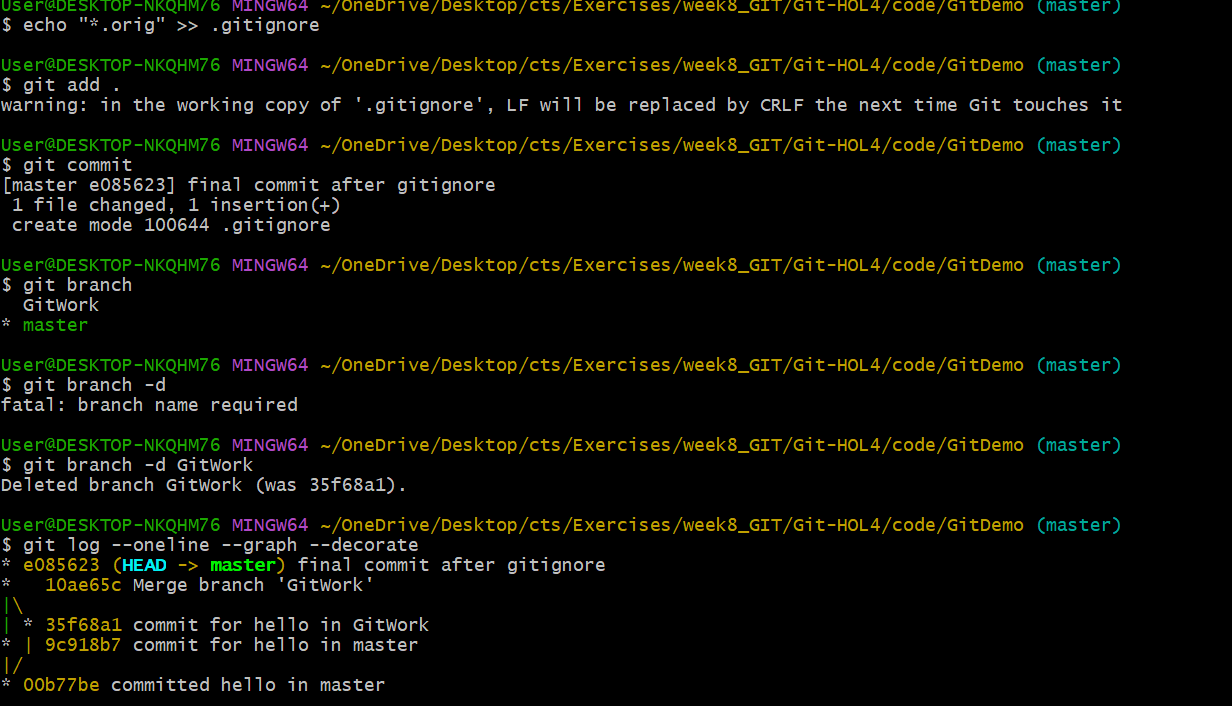 User@DESKTOP-NKQHM76 MINGW64 ~/OneDrive/Desktop/cts/Exercises/week8_GIT/Git-HOL4/code/GitDemo (master)
$ echo "*.orig" >> .gitignore
User@DESKTOP-NKQHM76 MINGW64 ~/OneDrive/Desktop/cts/Exercises/week8_GIT/Git-HOL4/code/GitDemo (master)
$ git add .
warning: in the working copy of '.gitignore', LF will be replaced by CRLF the next time Git touches it
User@DESKTOP-NKQHM76 MINGW64 ~/OneDrive/Desktop/cts/Exercises/week8_GIT/Git-HOL4/code/GitDemo (master)
$ git commit
[master e085623] final commit after gitignore
 1 file changed, 1 insertion(+)
 create mode 100644 .gitignore
User@DESKTOP-NKQHM76 MINGW64 ~/OneDrive/Desktop/cts/Exercises/week8_GIT/Git-HOL4/code/GitDemo (master)
$ git branch
  GitWork
* master
User@DESKTOP-NKQHM76 MINGW64 ~/OneDrive/Desktop/cts/Exercises/week8_GIT/Git-HOL4/code/GitDemo (master)
$ git branch -d
fatal: branch name required
User@DESKTOP-NKQHM76 MINGW64 ~/OneDrive/Desktop/cts/Exercises/week8_GIT/Git-HOL4/code/GitDemo (master)
$ git branch -d GitWork
Deleted branch GitWork (was 35f68a1).
User@DESKTOP-NKQHM76 MINGW64 ~/OneDrive/Desktop/cts/Exercises/week8_GIT/Git-HOL4/code/GitDemo (master)
$ git log --oneline --graph --decorate
* e085623 (HEAD -> master) final commit after gitignore
*   10ae65c Merge branch 'GitWork'
|\
| * 35f68a1 commit for hello in GitWork
* | 9c918b7 commit for hello in master
|/
* 00b77be committed hello in master